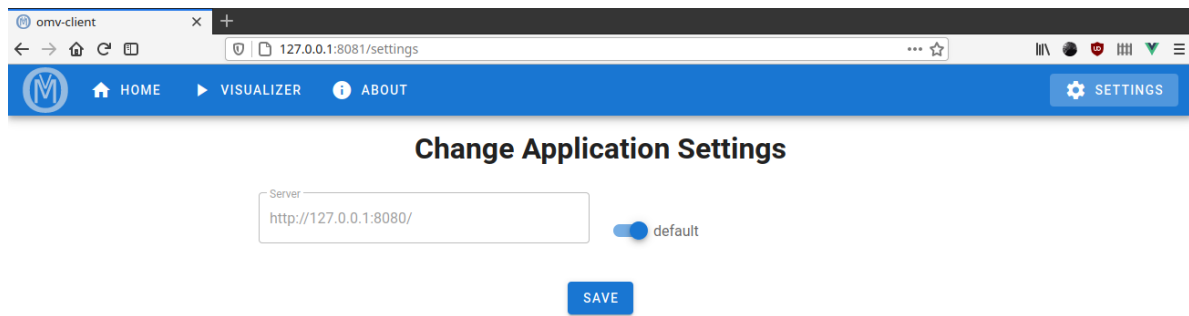 omv-client
127.0.0.1:8081/settings
HOME VISUALIZER ABOUT SETTINGS
Change Application Settings
Server
http://127.0.0.1:8080/
default
SAVE